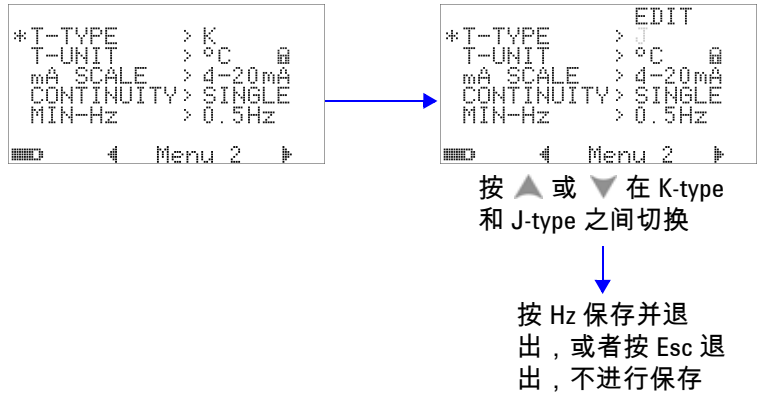 *T-TYPE > K
T-UNIT > °C
mA SCALE > 4-20mA
CONTINUITY> SINGLE
MIN-Hz > 0.5Hz
Menu 2
EDIT
*T-TYPE > J
T-UNIT > °C
mA SCALE > 4-20mA
CONTINUITY> SINGLE
MIN-Hz > 0.5Hz
Menu 2
按 ▲ 或 ▼ 在 K-type
和 J-type 之间切换
按 Hz 保存并退
出，或者按 Esc 退
出，不进行保存